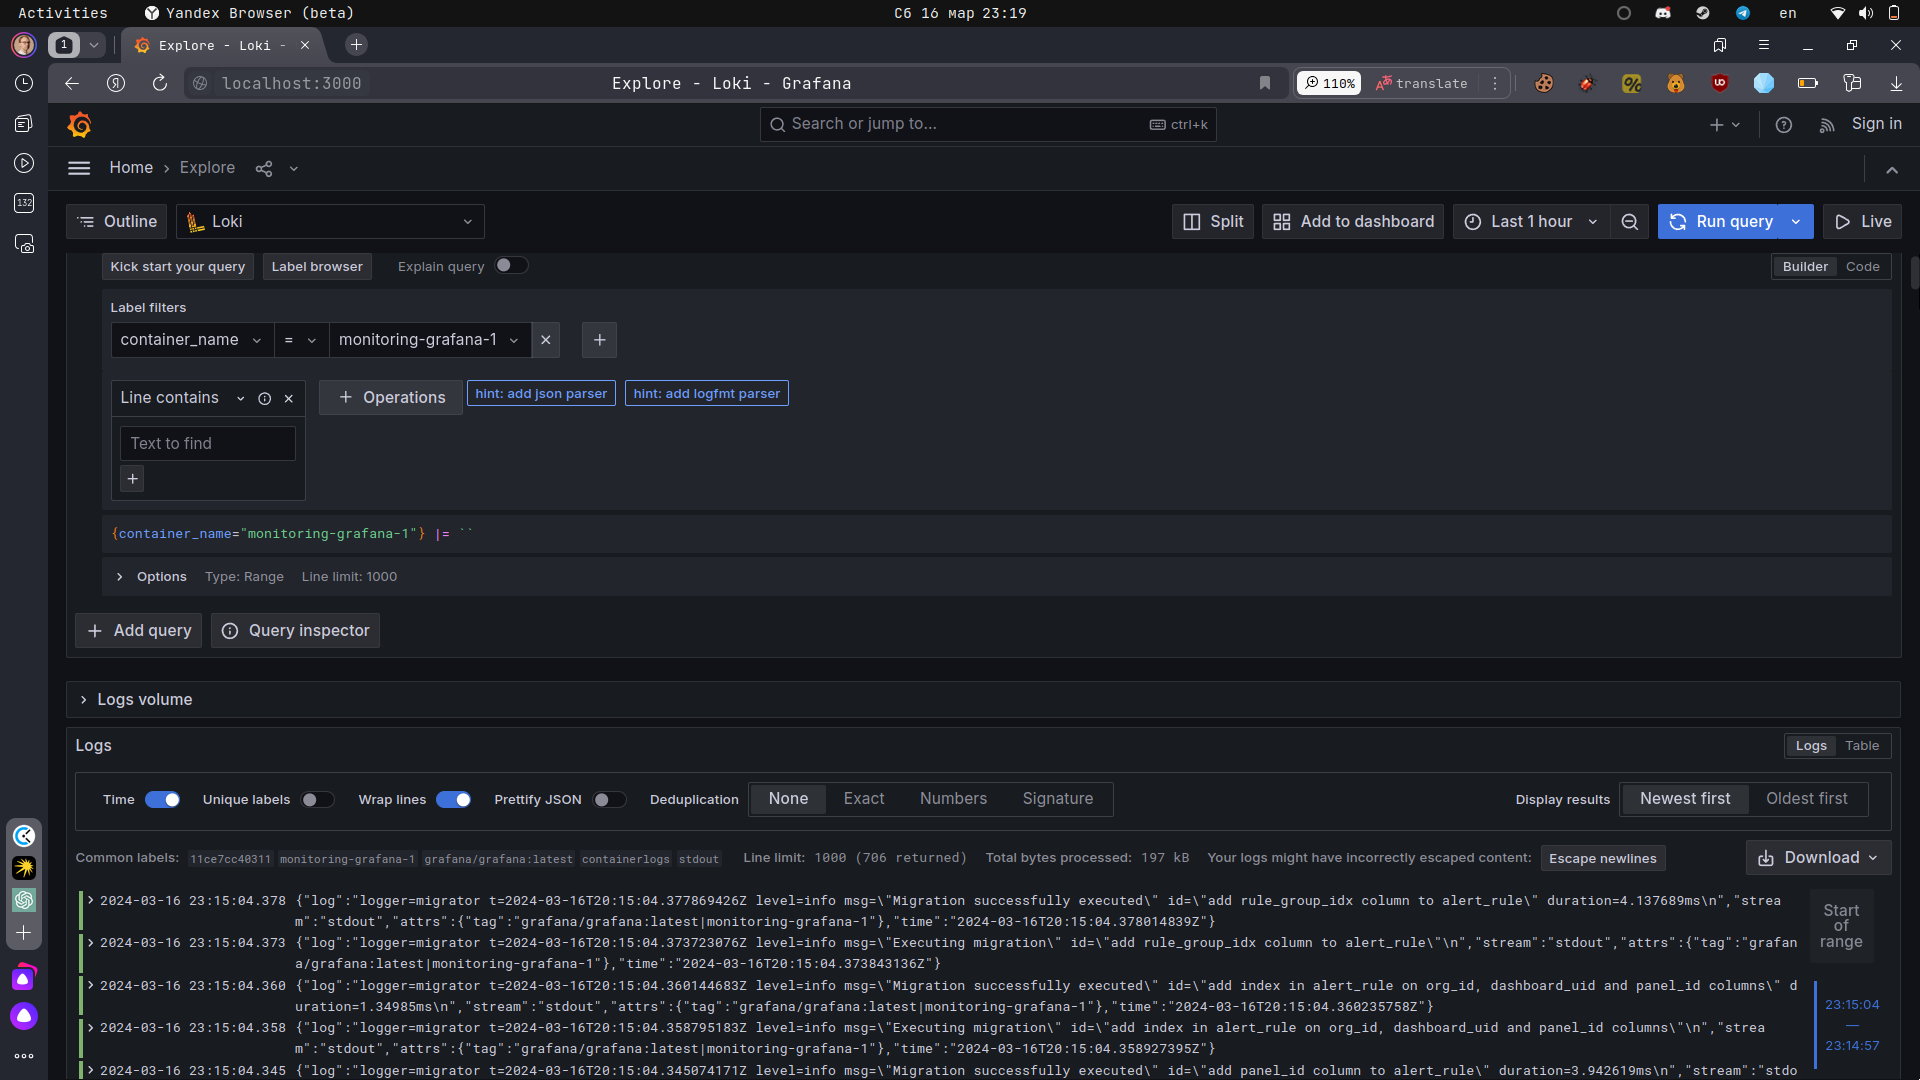 Activities Yandex Browser (beta) Сб 16 мар 23:19 en
1 Explore - Loki -
Я localhost:3000 Explore - Loki - Grafana 110% translate
Search or jump to... ctrl+k Sign in
Home › Explore
132
Outline Loki Split Add to dashboard Last 1 hour Run query Live
Kick start your query Label browser Explain query Builder Code
Label filters
container_name = monitoring-grafana-1
Line contains Operations hint: add json parser hint: add logfmt parser
Text to find
{container_name="monitoring-grafana-1"} |= ``
Options Type: Range Line limit: 1000
Add query Query inspector
Logs volume
Logs Logs Table
Time Unique labels Wrap lines Prettify JSON Deduplication None Exact Numbers Signature Display results Newest first Oldest first
Common labels: 11ce7cc40311 monitoring-grafana-1 grafana/grafana:latest containerlogs stdout Line limit: 1000 (706 returned) Total bytes processed: 197 kB Your logs might have incorrectly escaped content: Escape newlines Download
2024-03-16 23:15:04.378 {"log":"logger=migrator t=2024-03-16T20:15:04.377869426Z level=info msg=\"Migration successfully executed\" id=\"add rule_group_idx column to alert_rule\" duration=4.137689ms\n","strea
m":"stdout","attrs":{"tag":"grafana/grafana:latest|monitoring-grafana-1"},"time":"2024-03-16T20:15:04.378014839Z"}
2024-03-16 23:15:04.373 {"log":"logger=migrator t=2024-03-16T20:15:04.373723076Z level=info msg=\"Executing migration\" id=\"add rule_group_idx column to alert_rule\"\n","stream":"stdout","attrs":{"tag":"grafan
a/grafana:latest|monitoring-grafana-1"},"time":"2024-03-16T20:15:04.373843136Z"}
2024-03-16 23:15:04.360 {"log":"logger=migrator t=2024-03-16T20:15:04.360144683Z level=info msg=\"Migration successfully executed\" id=\"add index in alert_rule on org_id, dashboard_uid and panel_id columns\" d
uration=1.34985ms\n","stream":"stdout","attrs":{"tag":"grafana/grafana:latest|monitoring-grafana-1"},"time":"2024-03-16T20:15:04.360235758Z"}
2024-03-16 23:15:04.358 {"log":"logger=migrator t=2024-03-16T20:15:04.358795183Z level=info msg=\"Executing migration\" id=\"add index in alert_rule on org_id, dashboard_uid and panel_id columns\"\n","strea
m":"stdout","attrs":{"tag":"grafana/grafana:latest|monitoring-grafana-1"},"time":"2024-03-16T20:15:04.358927395Z"}
2024-03-16 23:15:04.345 {"log":"logger=migrator t=2024-03-16T20:15:04.345074171Z level=info msg=\"Migration successfully executed\" id=\"add panel_id column to alert_rule\" duration=3.942619ms\n","stream":"stdo
Start
of
range
23:15:04
—
23:14:57